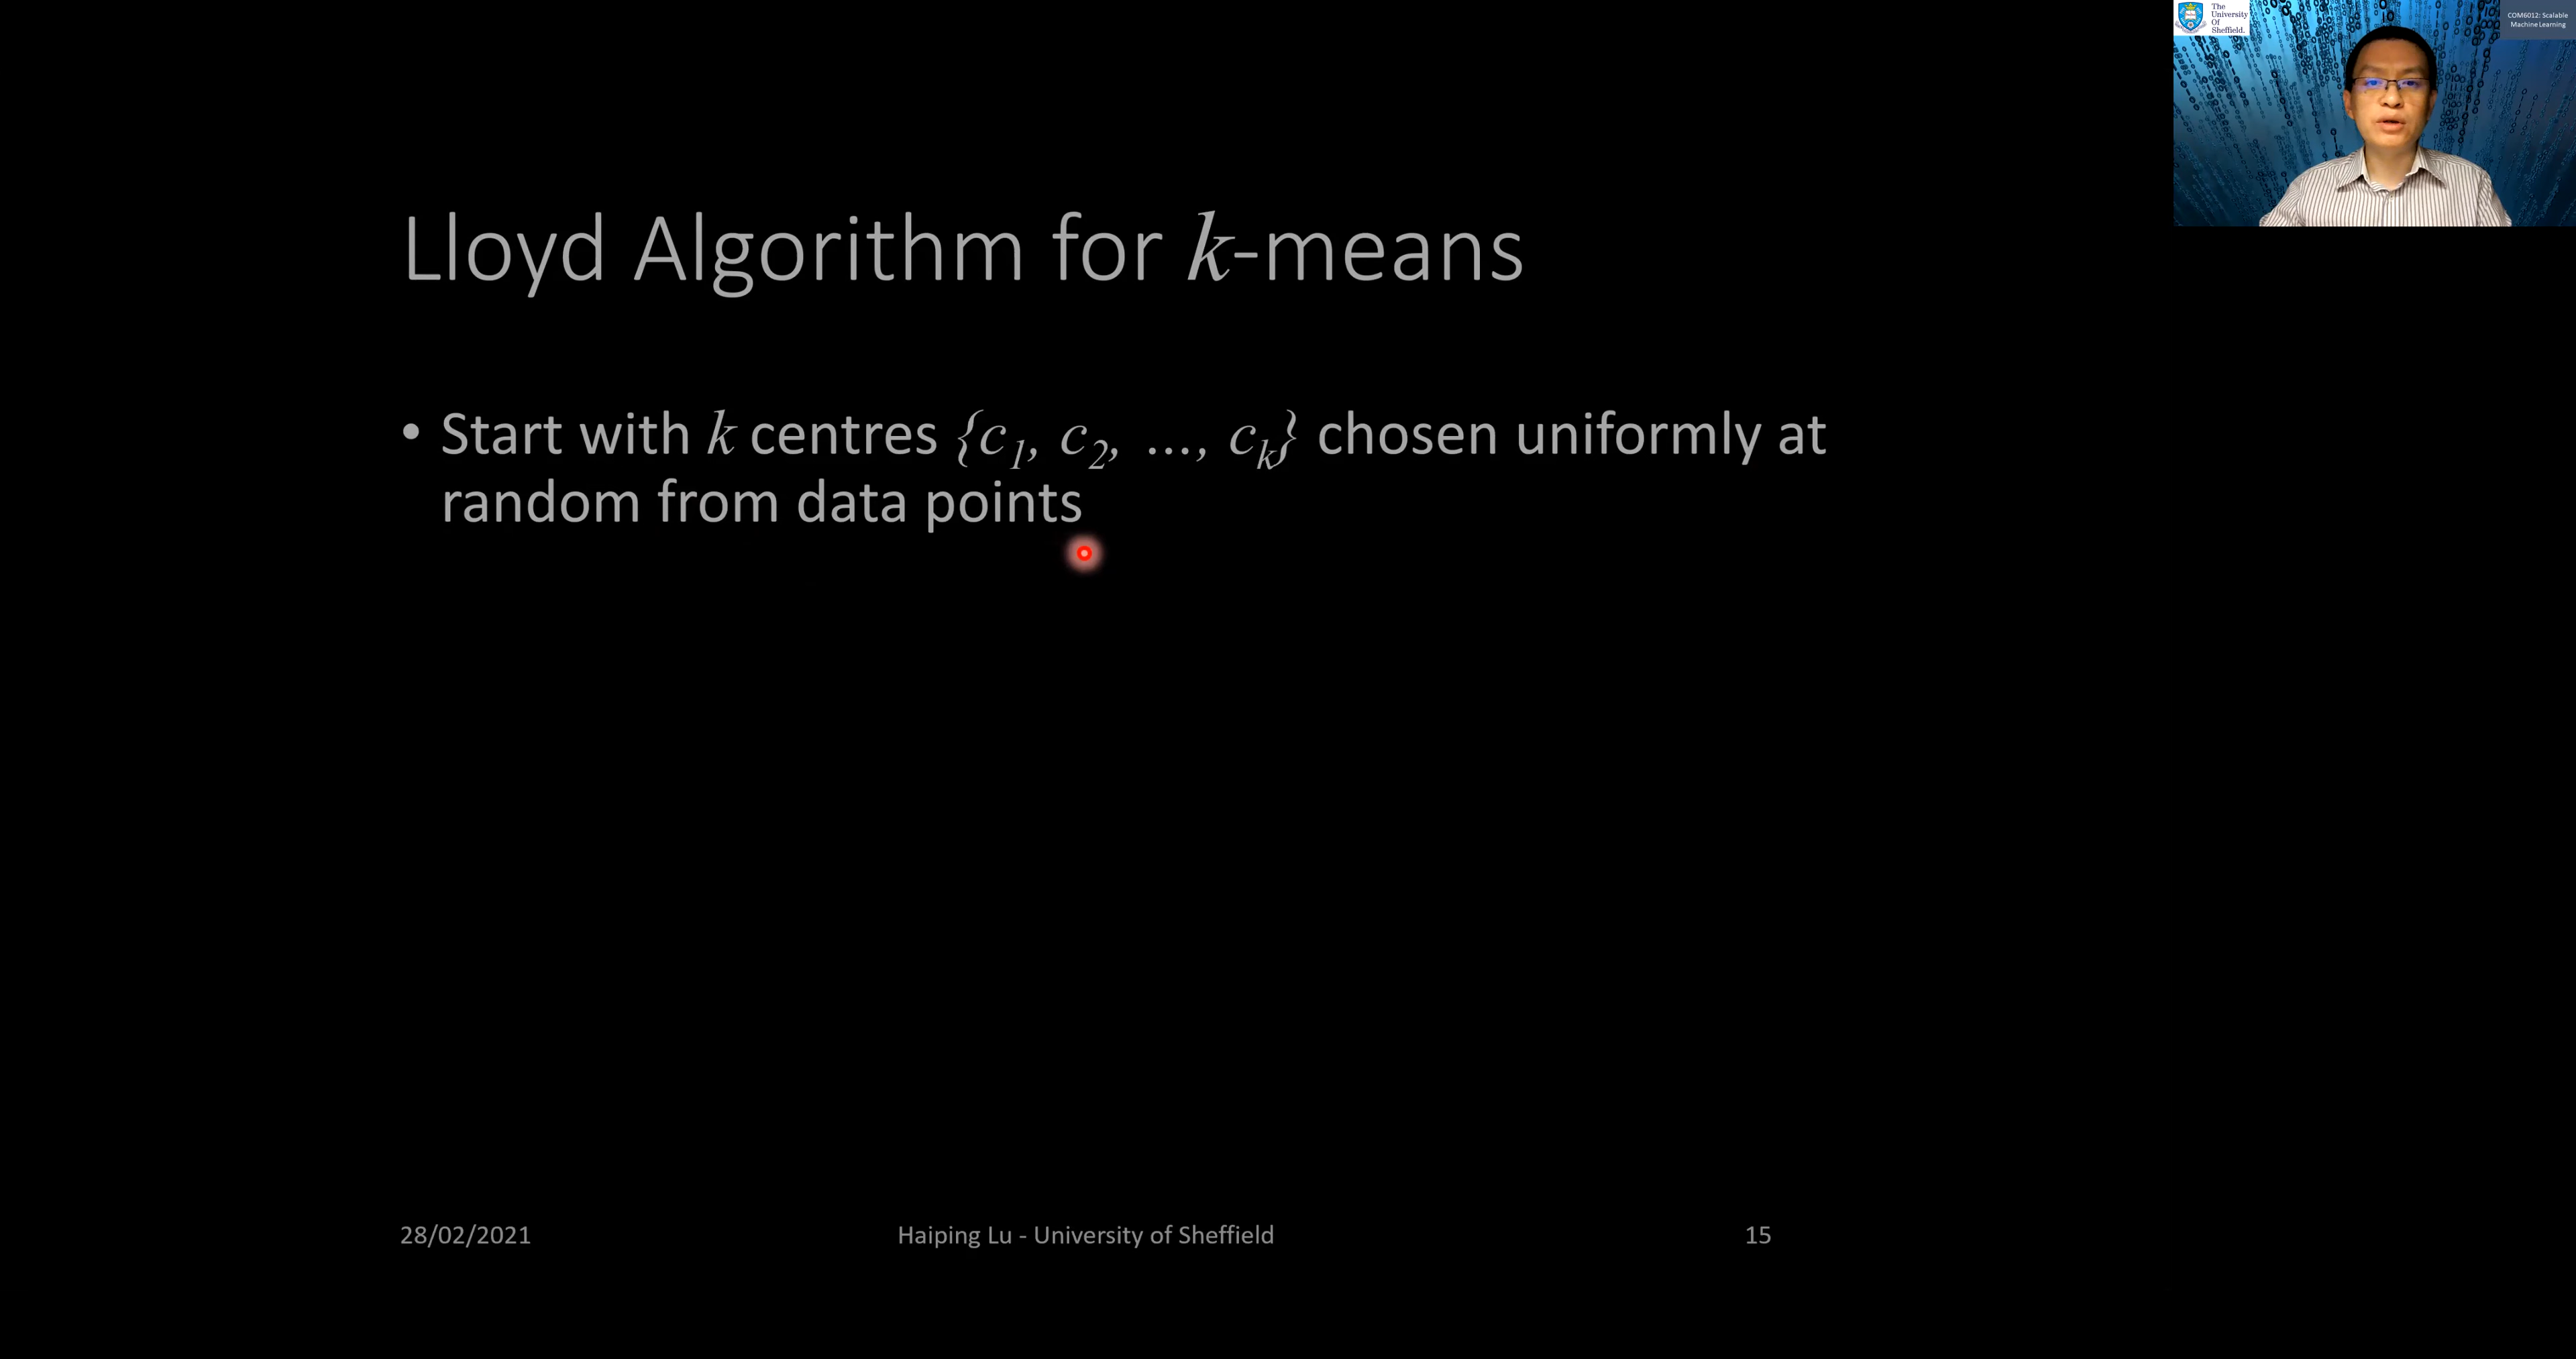 The
University
Of
Sheffield.
COM6012: Scalable
Machine Learning
Lloyd Algorithm for k-means
• Start with k centres {c1, c2, ..., ck} chosen uniformly at
random from data points
28/02/2021
Haiping Lu - University of Sheffield
15